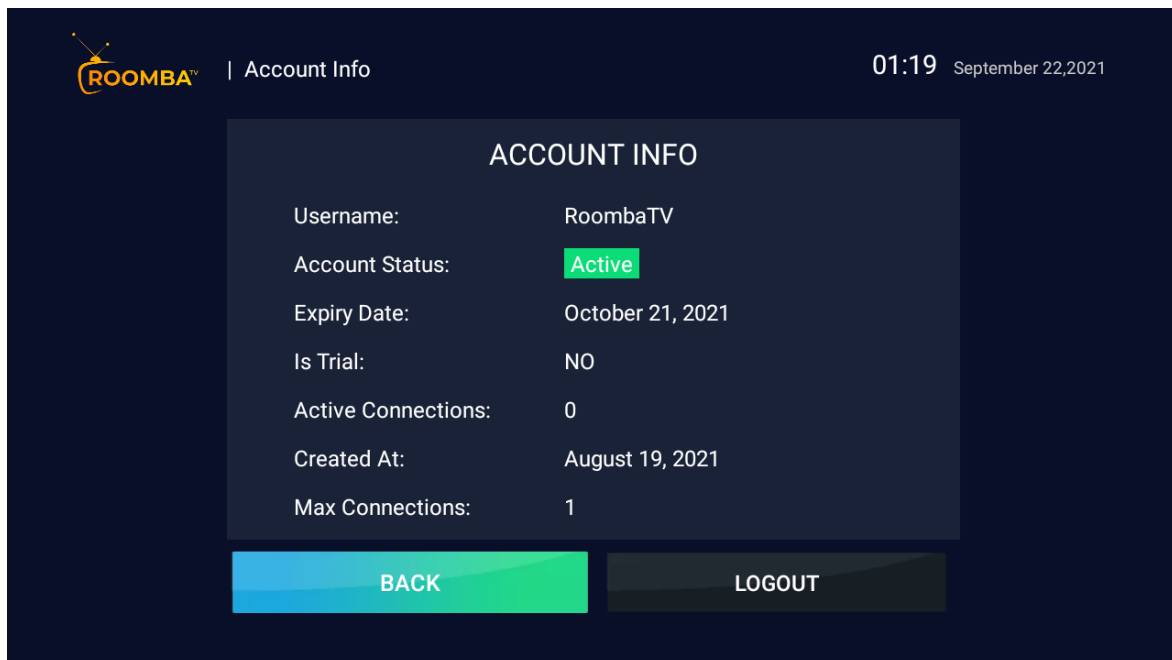 ROOMBA TV | Account Info 01:19 September 22,2021
ACCOUNT INFO
Username: RoombaTV
Account Status: Active
Expiry Date: October 21, 2021
Is Trial: NO
Active Connections: 0
Created At: August 19, 2021
Max Connections: 1
BACK LOGOUT